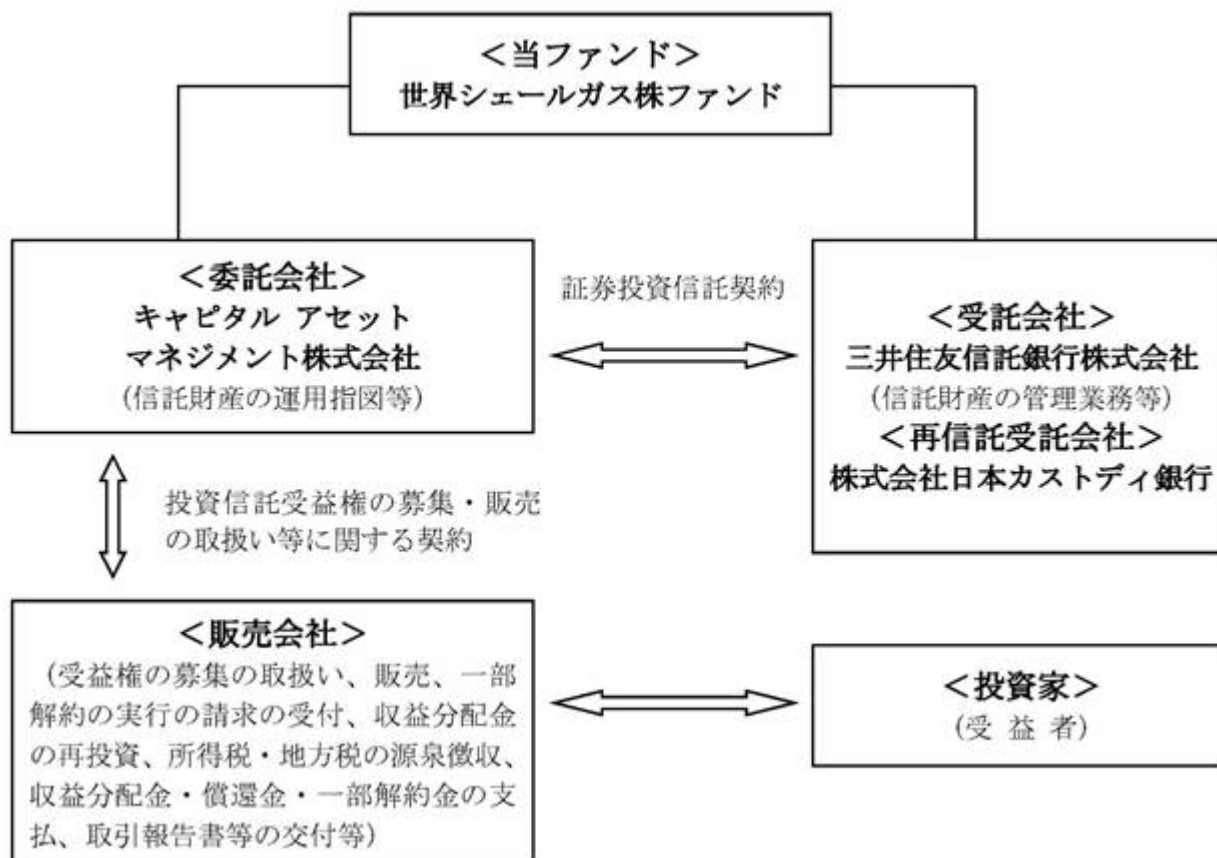 ＜当ファンド＞
世界シェールガス株ファンド
＜委託会社＞
キャピタル アセット
マネジメント株式会社
(信託財産の運用指図等)
証券投資信託契約
＜受託会社＞
三井住友信託銀行株式会社
(信託財産の管理業務等)
＜再信託受託会社＞
株式会社日本カストディ銀行
投資信託受益権の募集・販売
の取扱い等に関する契約
＜販売会社＞
(受益権の募集の取扱い、販売、一部
解約の実行の請求の受付、収益分配金
の再投資、所得税・地方税の源泉徴収、
収益分配金・償還金・一部解約金の支
払、取引報告書等の交付等)
＜投資家＞
(受 益 者)